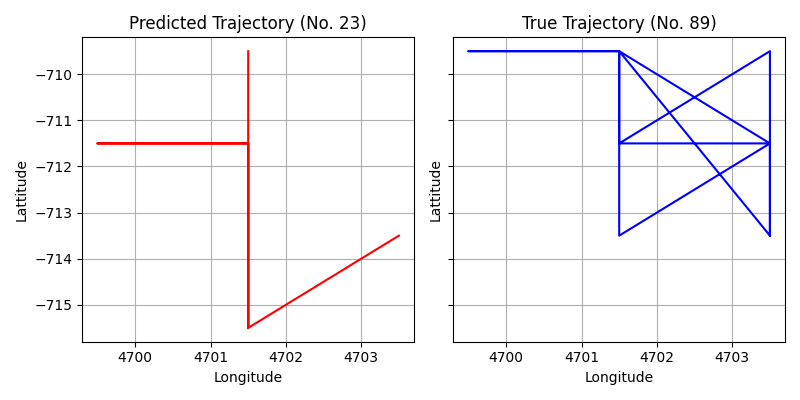 Predicted Trajectory (No. 23)
True Trajectory (No. 89)
Lattitude
−710
−711
−712
−713
−714
−715
4700
4701
4702
4703
Longitude
Lattitude
4700
4701
4702
4703
Longitude